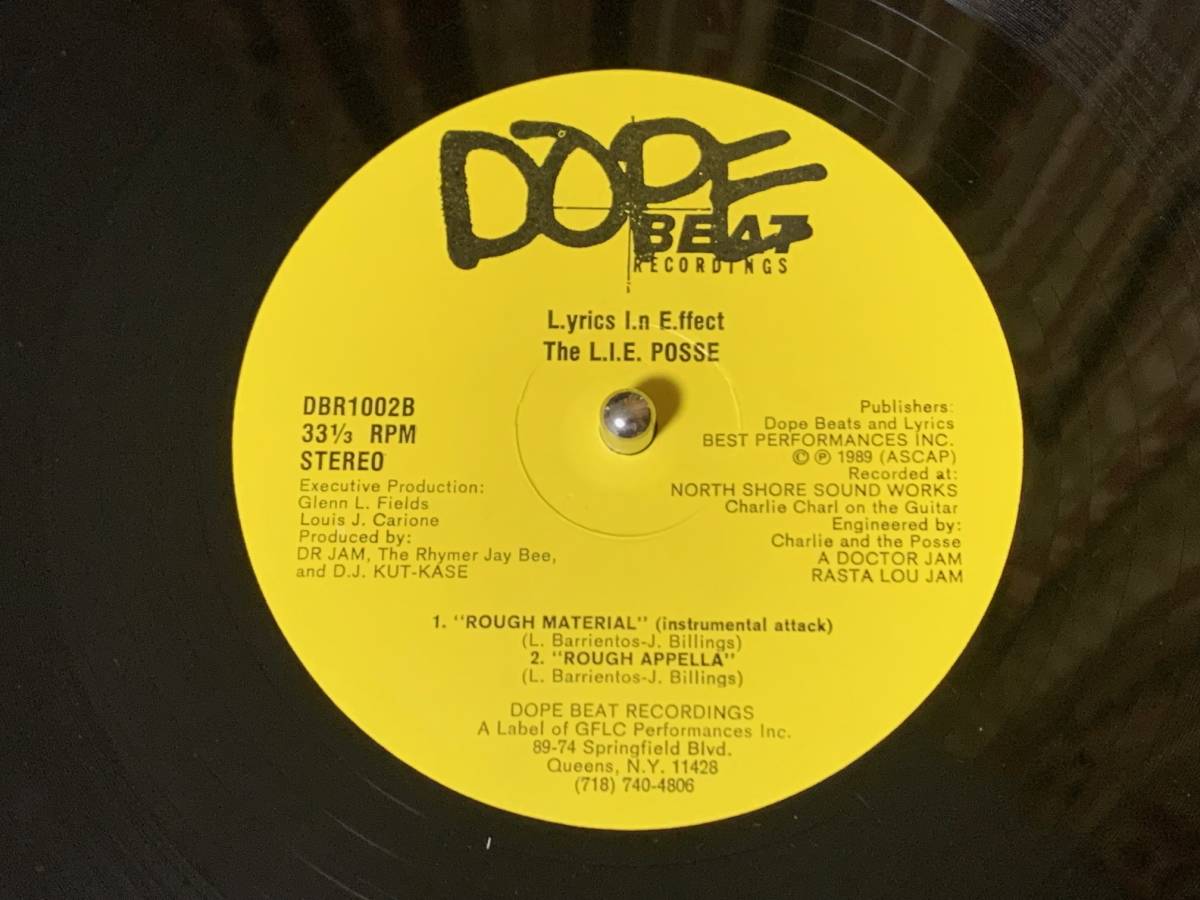 DOPE
BEAT
RECORDINGS
L.yrics I.n E.ffect
The L.I.E. POSSE
DBR1002B
33⅓ RPM
STEREO
Executive Production:
Glenn L. Fields
Louis J. Carione
Produced by:
DR JAM, The Rhymer Jay Bee,
and D.J. KUT-KASE
Publishers:
Dope Beats and Lyrics
BEST PERFORMANCES INC.
© ℗ 1989 (ASCAP)
Recorded at:
NORTH SHORE SOUND WORKS
Charlie Charl on the Guitar
Engineered by:
Charlie and the Posse
A DOCTOR JAM
RASTA LOU JAM
1. "ROUGH MATERIAL" (instrumental attack)
(L. Barrientos-J. Billings)
2. "ROUGH APPELLA"
(L. Barrientos-J. Billings)
DOPE BEAT RECORDINGS
A Label of GFLC Performances Inc.
89-74 Springfield Blvd.
Queens, N.Y. 11428
(718) 740-4806